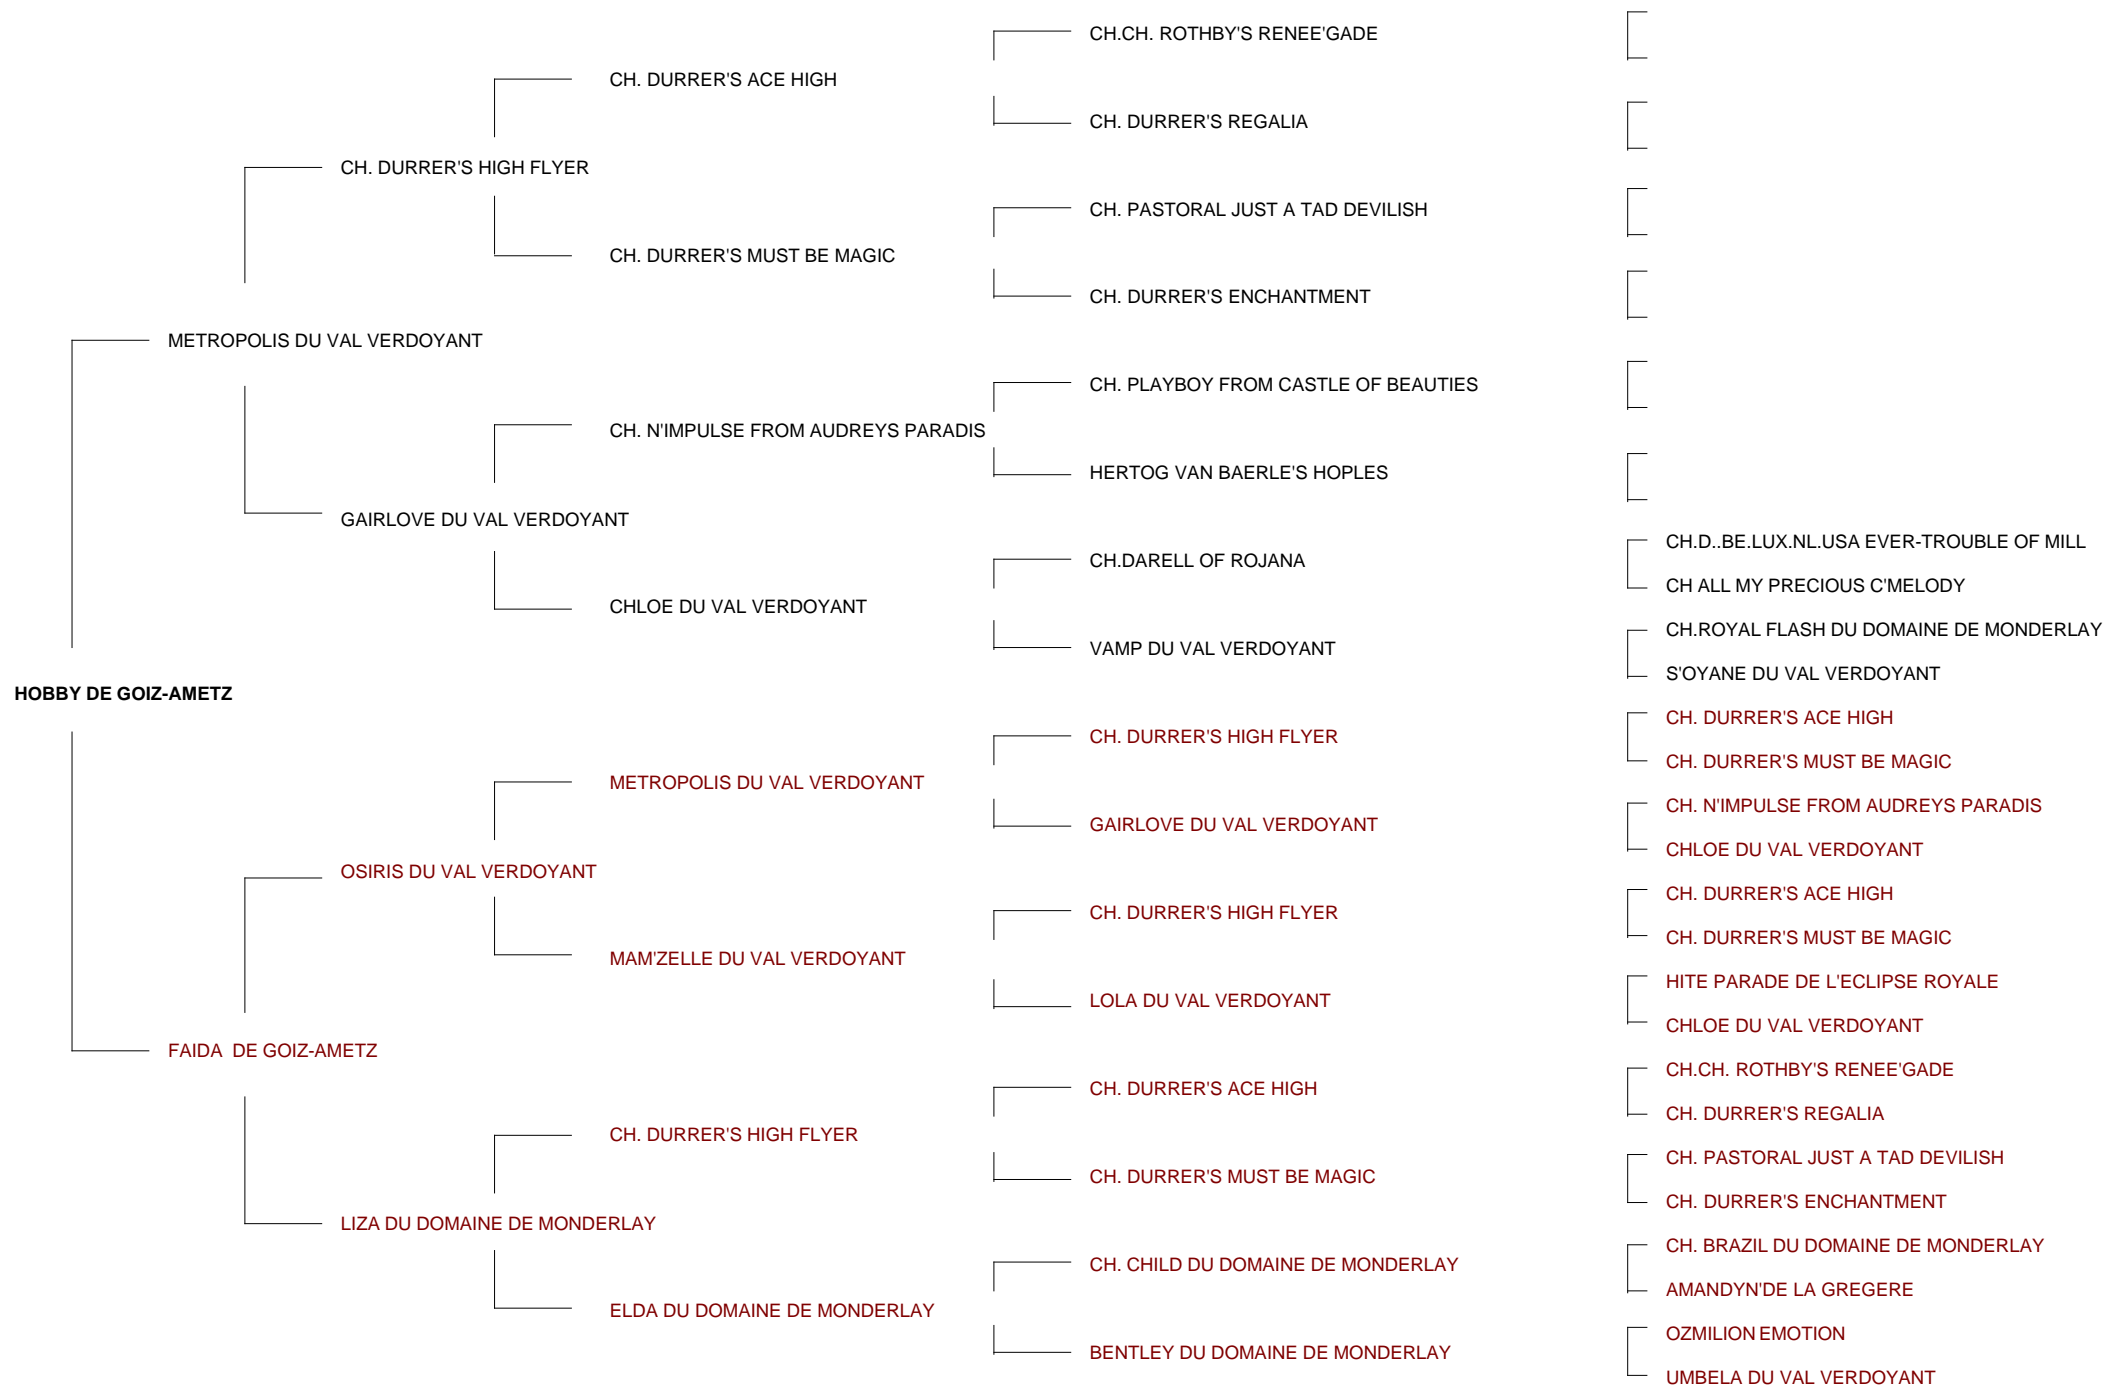 CH.CH. ROTHBY'S RENEE'GADE
CH. DURRER'S ACE HIGH
CH. DURRER'S REGALIA
CH. DURRER'S HIGH FLYER
CH. PASTORAL JUST A TAD DEVILISH
CH. DURRER'S MUST BE MAGIC
CH. DURRER'S ENCHANTMENT
METROPOLIS DU VAL VERDOYANT
CH. PLAYBOY FROM CASTLE OF BEAUTIES
CH. N'IMPULSE FROM AUDREYS PARADIS
HERTOG VAN BAERLE'S HOPLES
GAIRLOVE DU VAL VERDOYANT
CH.D..BE.LUX.NL.USA EVER-TROUBLE OF MILL
CH.DARELL OF ROJANA
CH ALL MY PRECIOUS C'MELODY
CHLOE DU VAL VERDOYANT
CH.ROYAL FLASH DU DOMAINE DE MONDERLAY
VAMP DU VAL VERDOYANT
S'OYANE DU VAL VERDOYANT
HOBBY DE GOIZ-AMETZ
CH. DURRER'S ACE HIGH
CH. DURRER'S HIGH FLYER
CH. DURRER'S MUST BE MAGIC
METROPOLIS DU VAL VERDOYANT
CH. N'IMPULSE FROM AUDREYS PARADIS
GAIRLOVE DU VAL VERDOYANT
CHLOE DU VAL VERDOYANT
OSIRIS DU VAL VERDOYANT
CH. DURRER'S ACE HIGH
CH. DURRER'S HIGH FLYER
CH. DURRER'S MUST BE MAGIC
MAM'ZELLE DU VAL VERDOYANT
HITE PARADE DE L'ECLIPSE ROYALE
LOLA DU VAL VERDOYANT
CHLOE DU VAL VERDOYANT
FAIDA DE GOIZ-AMETZ
CH.CH. ROTHBY'S RENEE'GADE
CH. DURRER'S ACE HIGH
CH. DURRER'S REGALIA
CH. DURRER'S HIGH FLYER
CH. PASTORAL JUST A TAD DEVILISH
CH. DURRER'S MUST BE MAGIC
CH. DURRER'S ENCHANTMENT
LIZA DU DOMAINE DE MONDERLAY
CH. BRAZIL DU DOMAINE DE MONDERLAY
CH. CHILD DU DOMAINE DE MONDERLAY
AMANDYN'DE LA GREGERE
ELDA DU DOMAINE DE MONDERLAY
OZMILION EMOTION
BENTLEY DU DOMAINE DE MONDERLAY
UMBELA DU VAL VERDOYANT